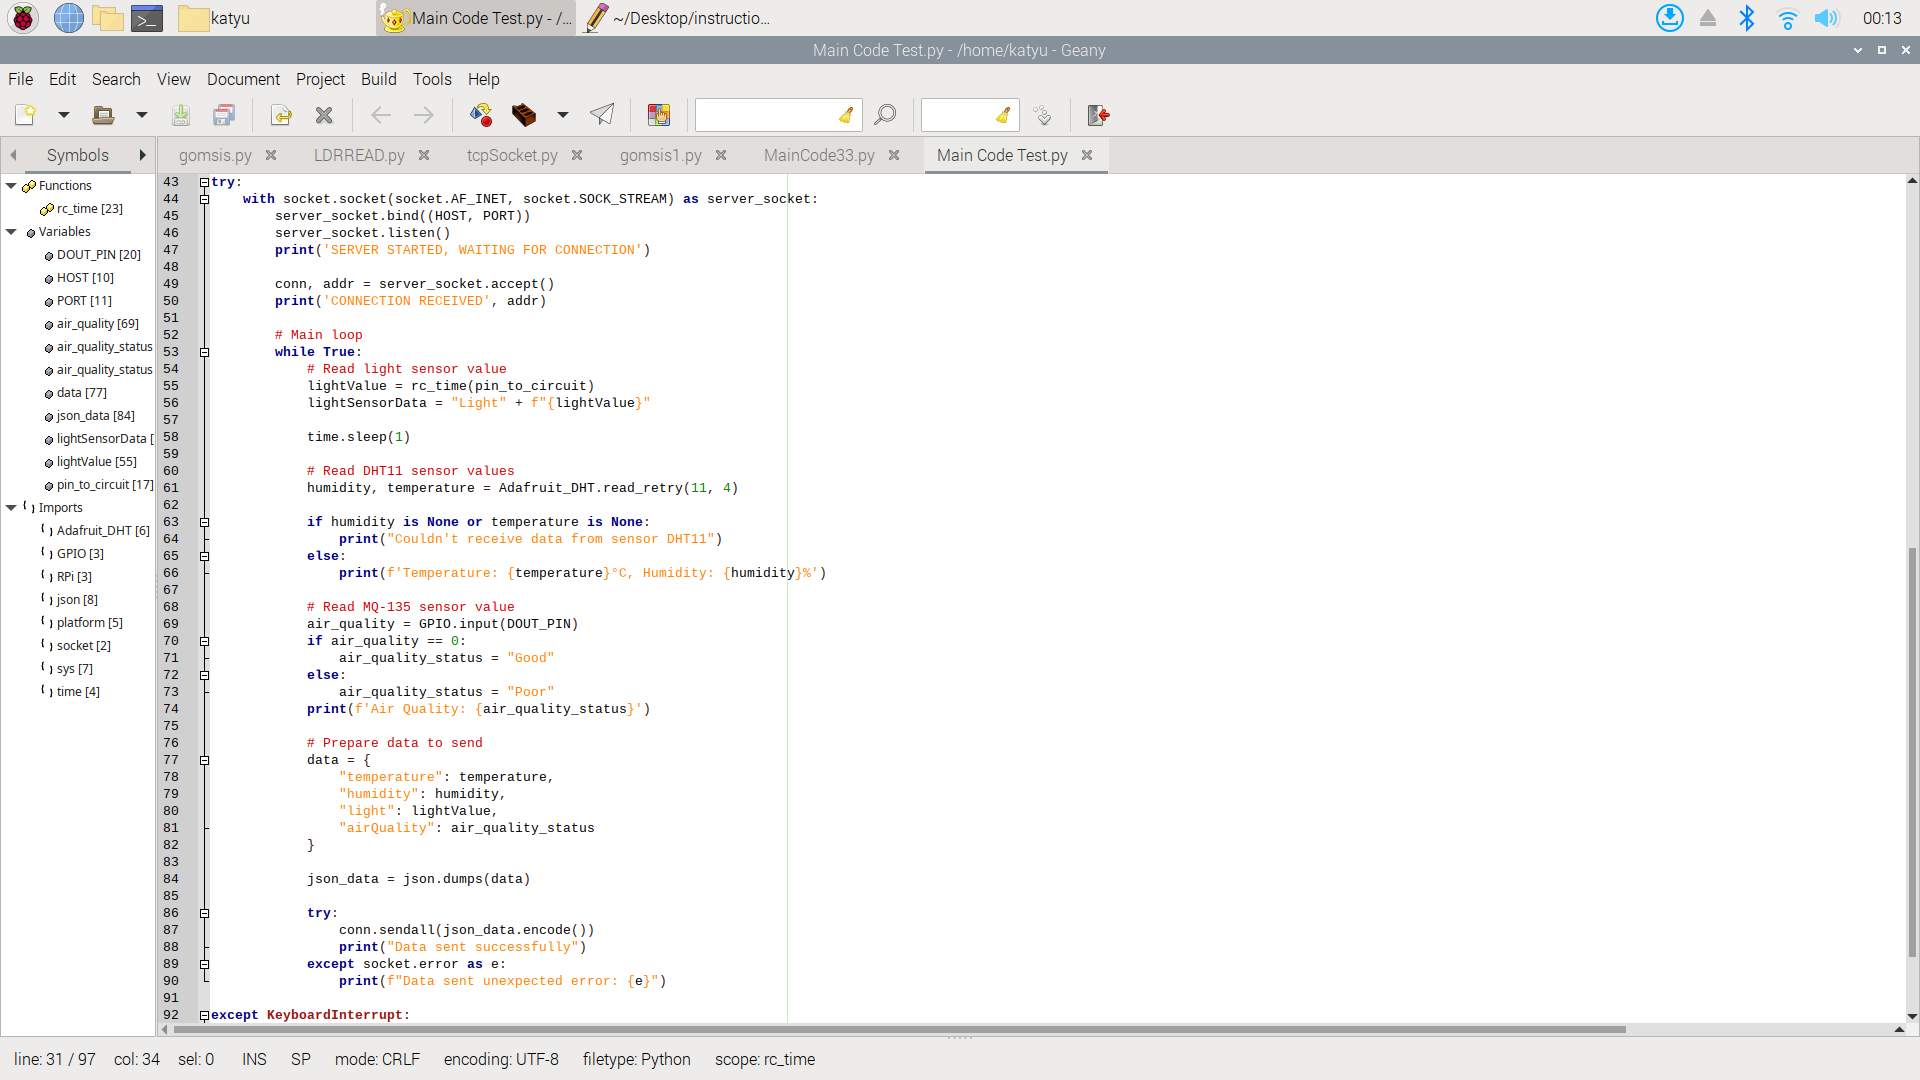 katyu
Main Code Test.py - /...
~/Desktop/instructio...
00:13
Main Code Test.py - /home/katyu - Geany
File Edit Search View Document Project Build Tools Help
Symbols
gomsis.py
LDRREAD.py
tcpSocket.py
gomsis1.py
MainCode33.py
Main Code Test.py
Functions
rc_time [23]
Variables
DOUT_PIN [20]
HOST [10]
PORT [11]
air_quality [69]
air_quality_status
air_quality_status
data [77]
json_data [84]
lightSensorData [
lightValue [55]
pin_to_circuit [17]
Imports
Adafruit_DHT [6]
GPIO [3]
RPi [3]
json [8]
platform [5]
socket [2]
sys [7]
time [4]
43 try:
44     with socket.socket(socket.AF_INET, socket.SOCK_STREAM) as server_socket:
45         server_socket.bind((HOST, PORT))
46         server_socket.listen()
47         print('SERVER STARTED, WAITING FOR CONNECTION')
48
49         conn, addr = server_socket.accept()
50         print('CONNECTION RECEIVED', addr)
51
52         # Main loop
53         while True:
54             # Read light sensor value
55             lightValue = rc_time(pin_to_circuit)
56             lightSensorData = "Light" + f"{lightValue}"
57
58             time.sleep(1)
59
60             # Read DHT11 sensor values
61             humidity, temperature = Adafruit_DHT.read_retry(11, 4)
62
63             if humidity is None or temperature is None:
64                 print("Couldn't receive data from sensor DHT11")
65             else:
66                 print(f'Temperature: {temperature}°C, Humidity: {humidity}%')
67
68             # Read MQ-135 sensor value
69             air_quality = GPIO.input(DOUT_PIN)
70             if air_quality == 0:
71                 air_quality_status = "Good"
72             else:
73                 air_quality_status = "Poor"
74             print(f'Air Quality: {air_quality_status}')
75
76             # Prepare data to send
77             data = {
78                 "temperature": temperature,
79                 "humidity": humidity,
80                 "light": lightValue,
81                 "airQuality": air_quality_status
82             }
83
84             json_data = json.dumps(data)
85
86             try:
87                 conn.sendall(json_data.encode())
88                 print("Data sent successfully")
89             except socket.error as e:
90                 print(f"Data sent unexpected error: {e}")
91
92 except KeyboardInterrupt:
line: 31 / 97 col: 34 sel: 0 INS SP mode: CRLF encoding: UTF-8 filetype: Python scope: rc_time